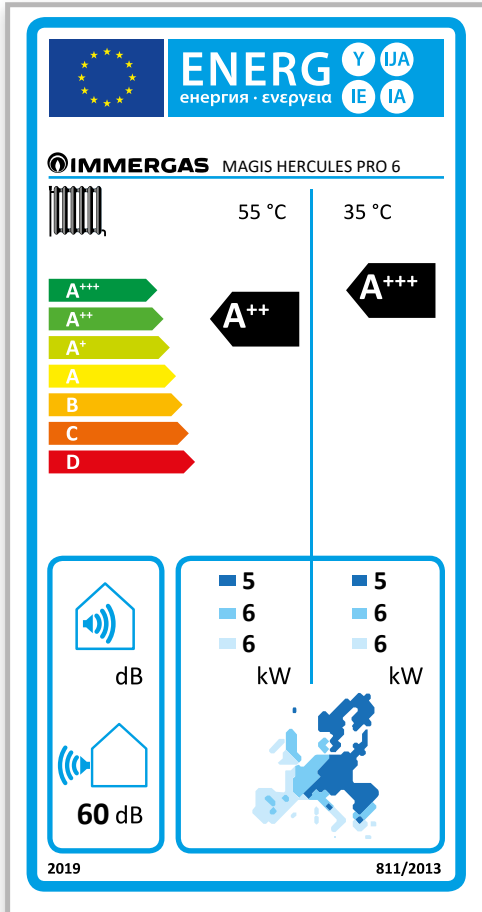 ENERG Y IJA
енергия · ενεργεια IE IA
IMMERGAS MAGIS HERCULES PRO 6
55 °C 35 °C
A+++
A++
A+
A
B
C
D
A++
A+++
5 5
6 6
6 6
kW kW
dB
60 dB
2019 811/2013